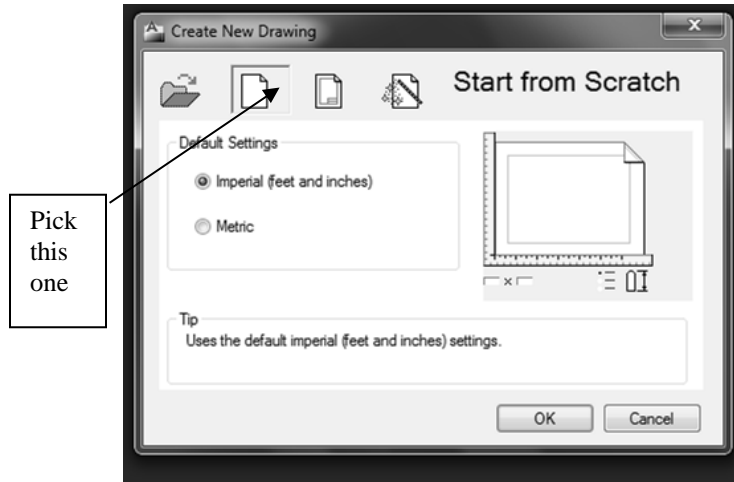 Create New Drawing
Start from Scratch
Default Settings
Imperial (feet and inches)
Metric
Pick
this
one
Tip
Uses the default imperial (feet and inches) settings.
OK
Cancel